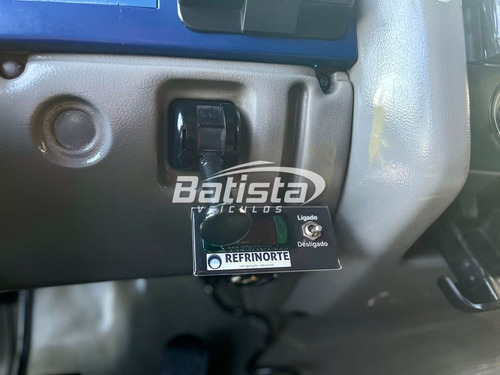 Batista
VEÍCULOS
Ligado
Desligado
REFRINORTE